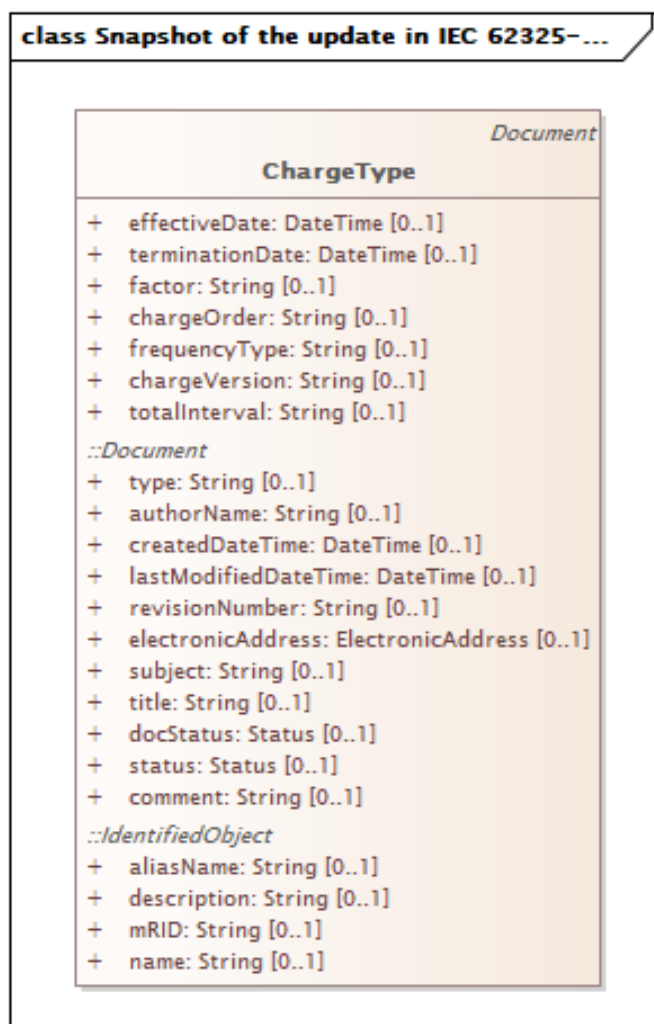 class Snapshot of the update in IEC 62325-...
Document
ChargeType
+ effectiveDate: DateTime [0..1]
+ terminationDate: DateTime [0..1]
+ factor: String [0..1]
+ chargeOrder: String [0..1]
+ frequencyType: String [0..1]
+ chargeVersion: String [0..1]
+ totalInterval: String [0..1]
::Document
+ type: String [0..1]
+ authorName: String [0..1]
+ createdDateTime: DateTime [0..1]
+ lastModifiedDateTime: DateTime [0..1]
+ revisionNumber: String [0..1]
+ electronicAddress: ElectronicAddress [0..1]
+ subject: String [0..1]
+ title: String [0..1]
+ docStatus: Status [0..1]
+ status: Status [0..1]
+ comment: String [0..1]
::IdentifiedObject
+ aliasName: String [0..1]
+ description: String [0..1]
+ mRID: String [0..1]
+ name: String [0..1]